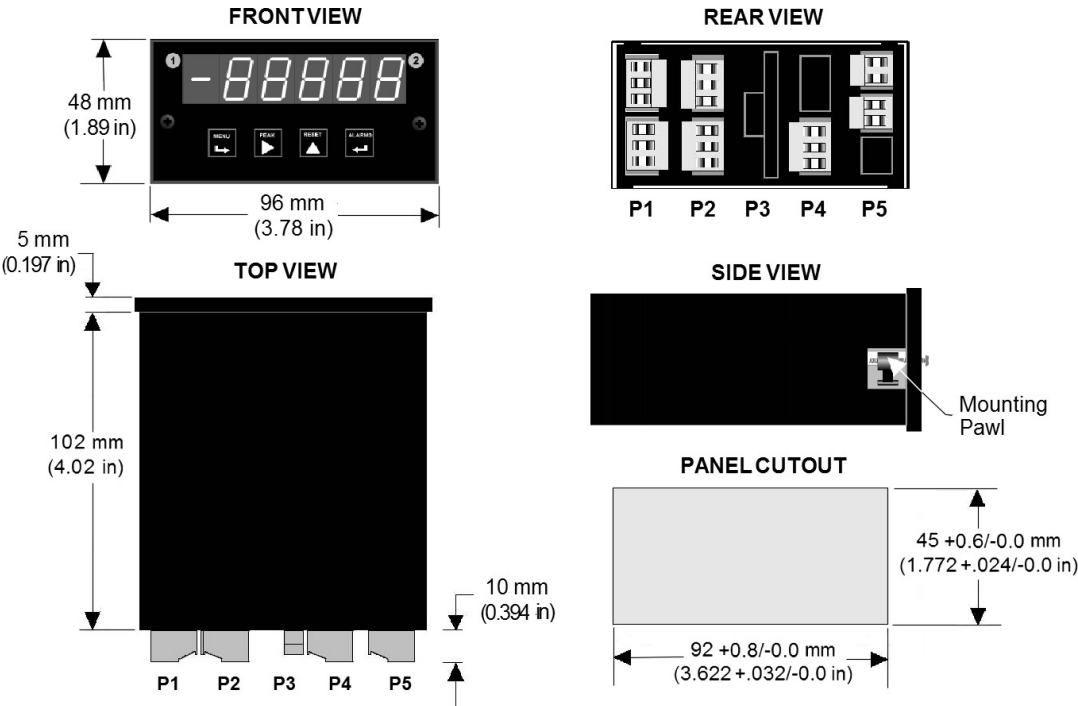 FRONT VIEW
1
2
-88888
MENU
PEAK
RESET
ALARMS
48 mm
(1.89 in)
96 mm
(3.78 in)
REAR VIEW
P1 P2 P3 P4 P5
5 mm
(0.197 in)
TOP VIEW
102 mm
(4.02 in)
10 mm
(0.394 in)
P1 P2 P3 P4 P5
SIDE VIEW
Mounting
Pawl
PANEL CUTOUT
45 +0.6/-0.0 mm
(1.772 +.024/-0.0 in)
92 +0.8/-0.0 mm
(3.622 +.032/-0.0 in)